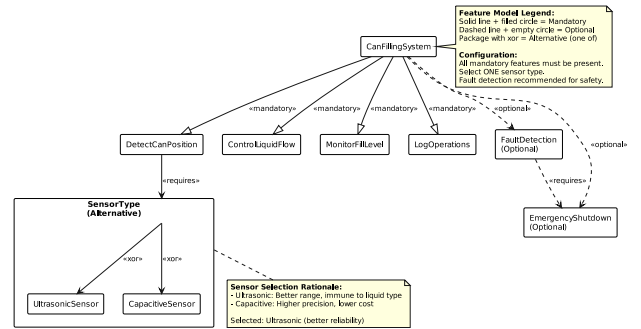 Feature Model Legend:
Solid line + filled circle = Mandatory
Dashed line + empty circle = Optional
Package with xor = Alternative (one of)
Configuration:
All mandatory features must be present.
Select ONE sensor type.
Fault detection recommended for safety.
CanFillingSystem
«mandatory»
«mandatory»
«mandatory»
«mandatory»
«optional»
«optional»
DetectCanPosition
ControlLiquidFlow
MonitorFillLevel
LogOperations
FaultDetection
(Optional)
«requires»
«requires»
SensorType
(Alternative)
EmergencyShutdown
(Optional)
«xor»
«xor»
UltrasonicSensor
CapacitiveSensor
Sensor Selection Rationale:
- Ultrasonic: Better range, immune to liquid type
- Capacitive: Higher precision, lower cost
Selected: Ultrasonic (better reliability)